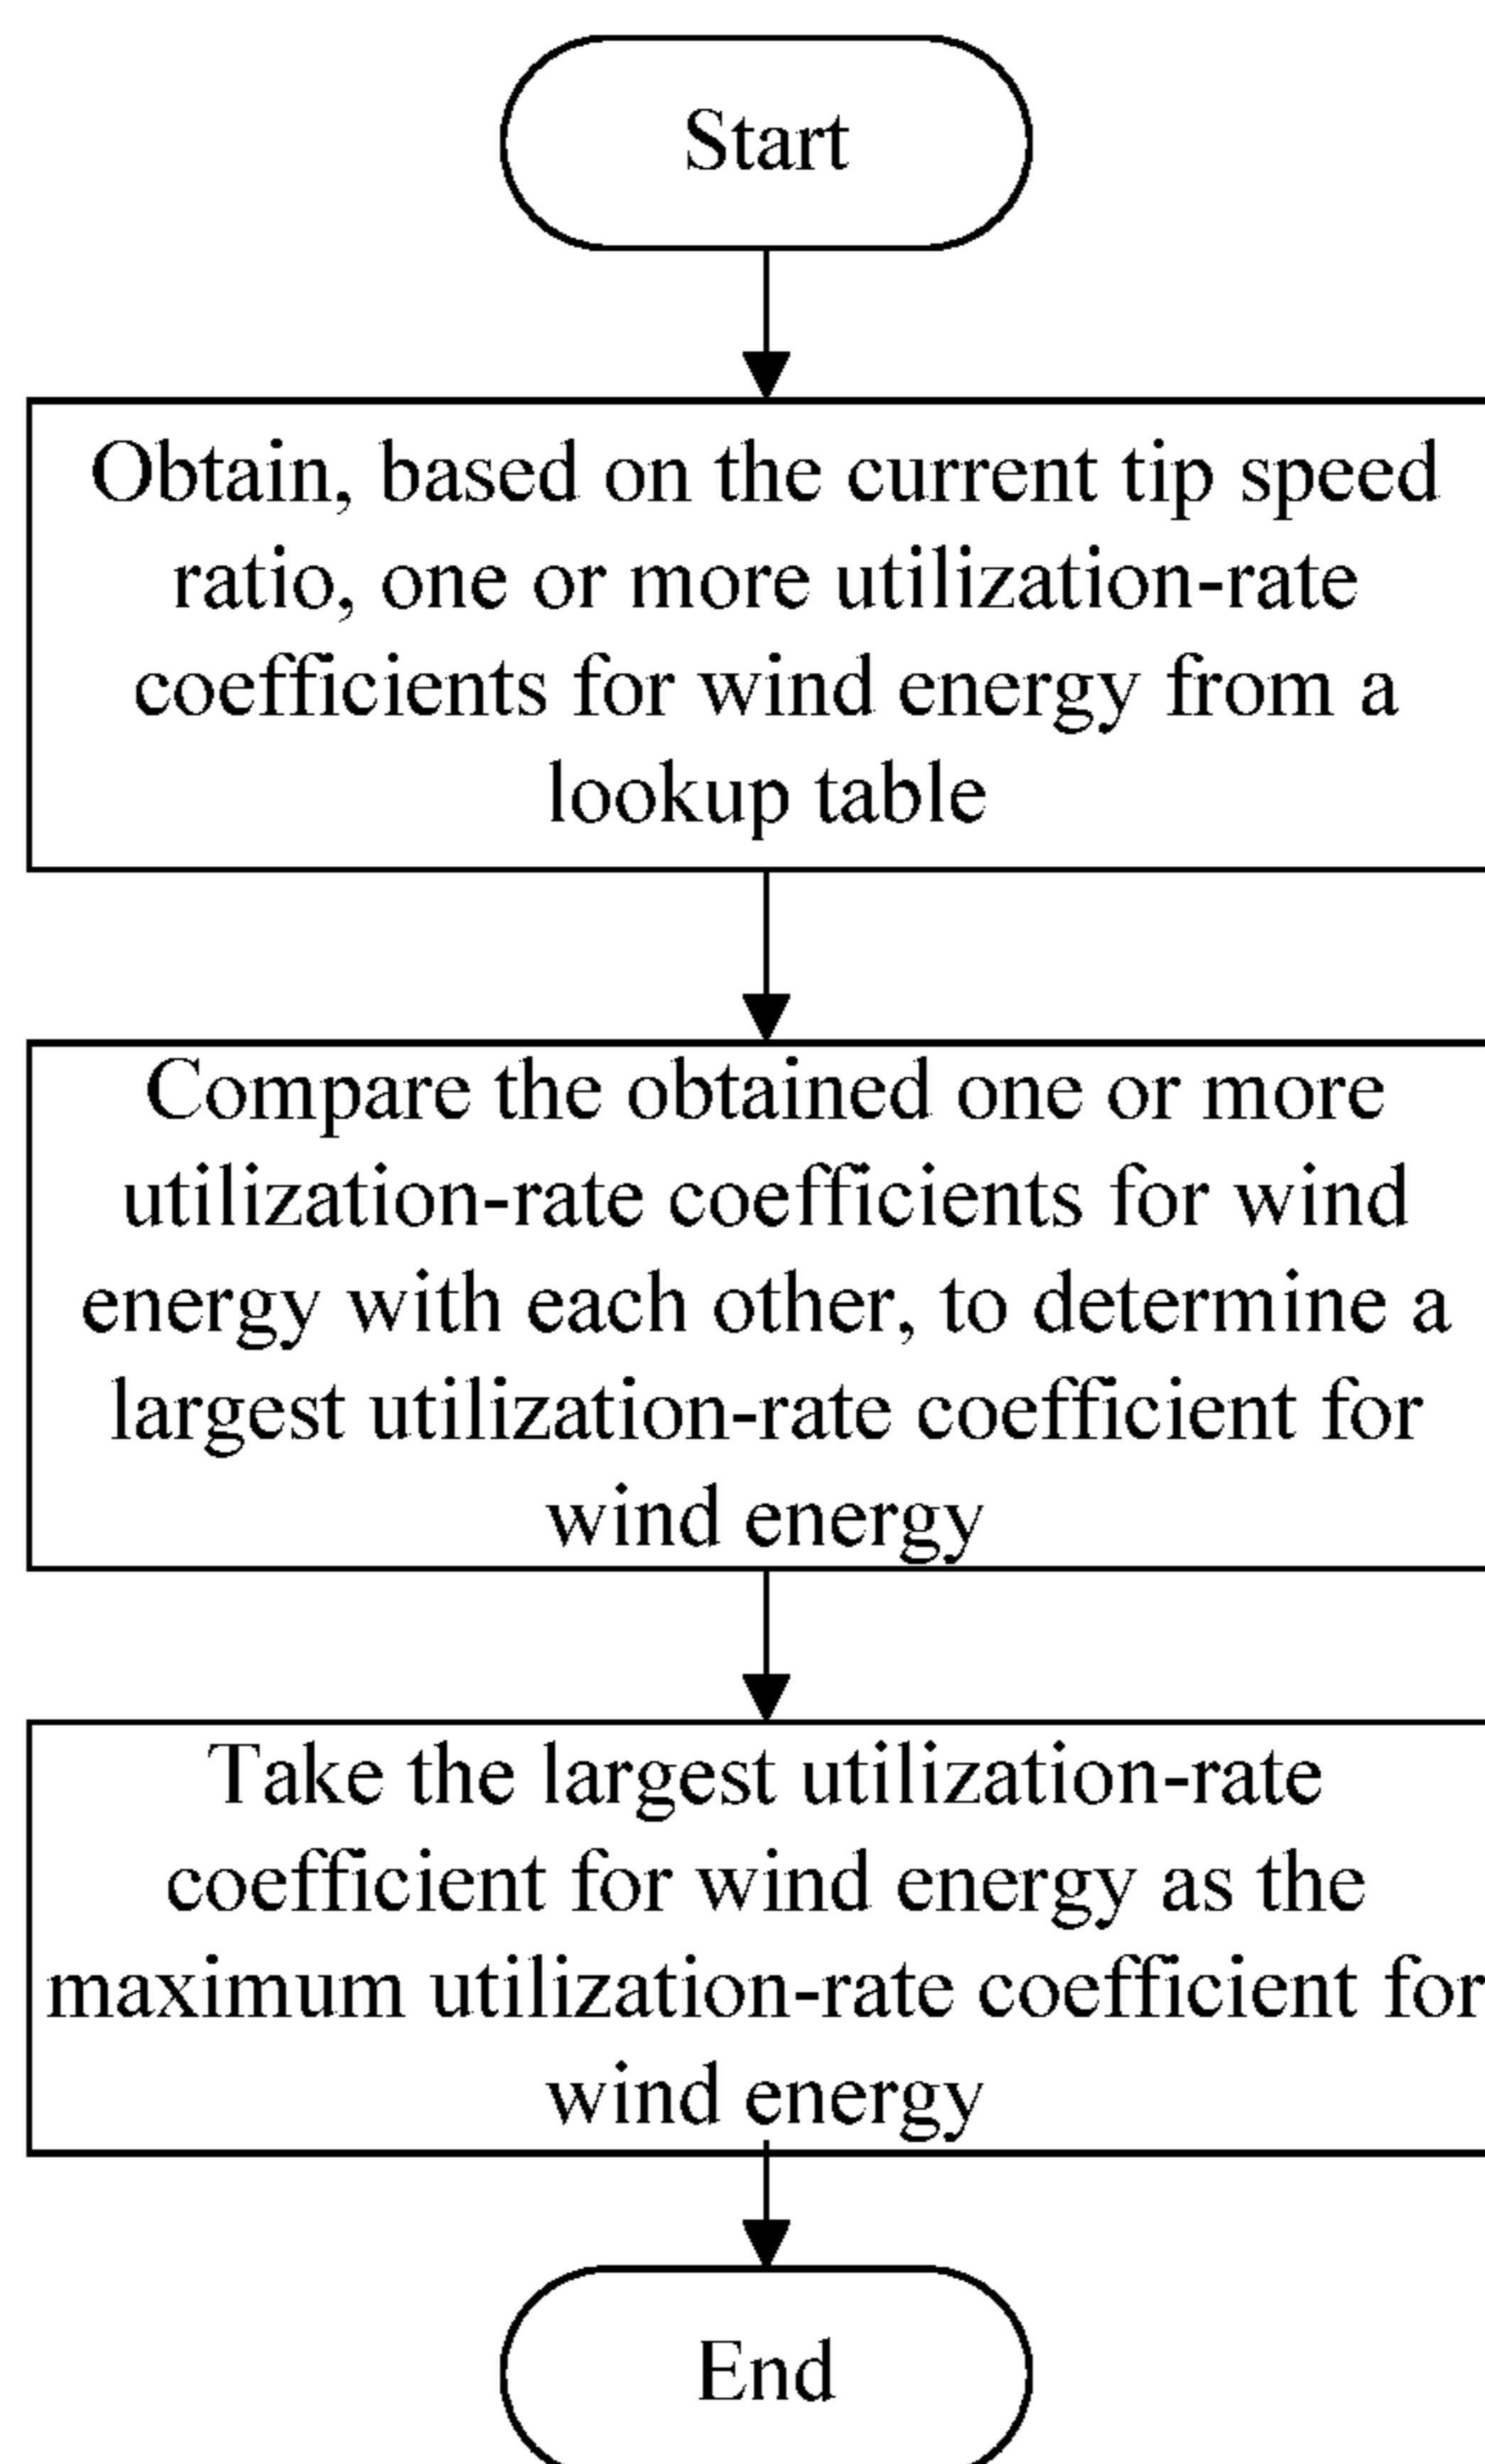 Start
Obtain, based on the current tip speed
ratio, one or more utilization-rate
coefficients for wind energy from a
lookup table
Compare the obtained one or more
utilization-rate coefficients for wind
energy with each other, to determine a
largest utilization-rate coefficient for
wind energy
Take the largest utilization-rate
coefficient for wind energy as the
maximum utilization-rate coefficient for
wind energy
End